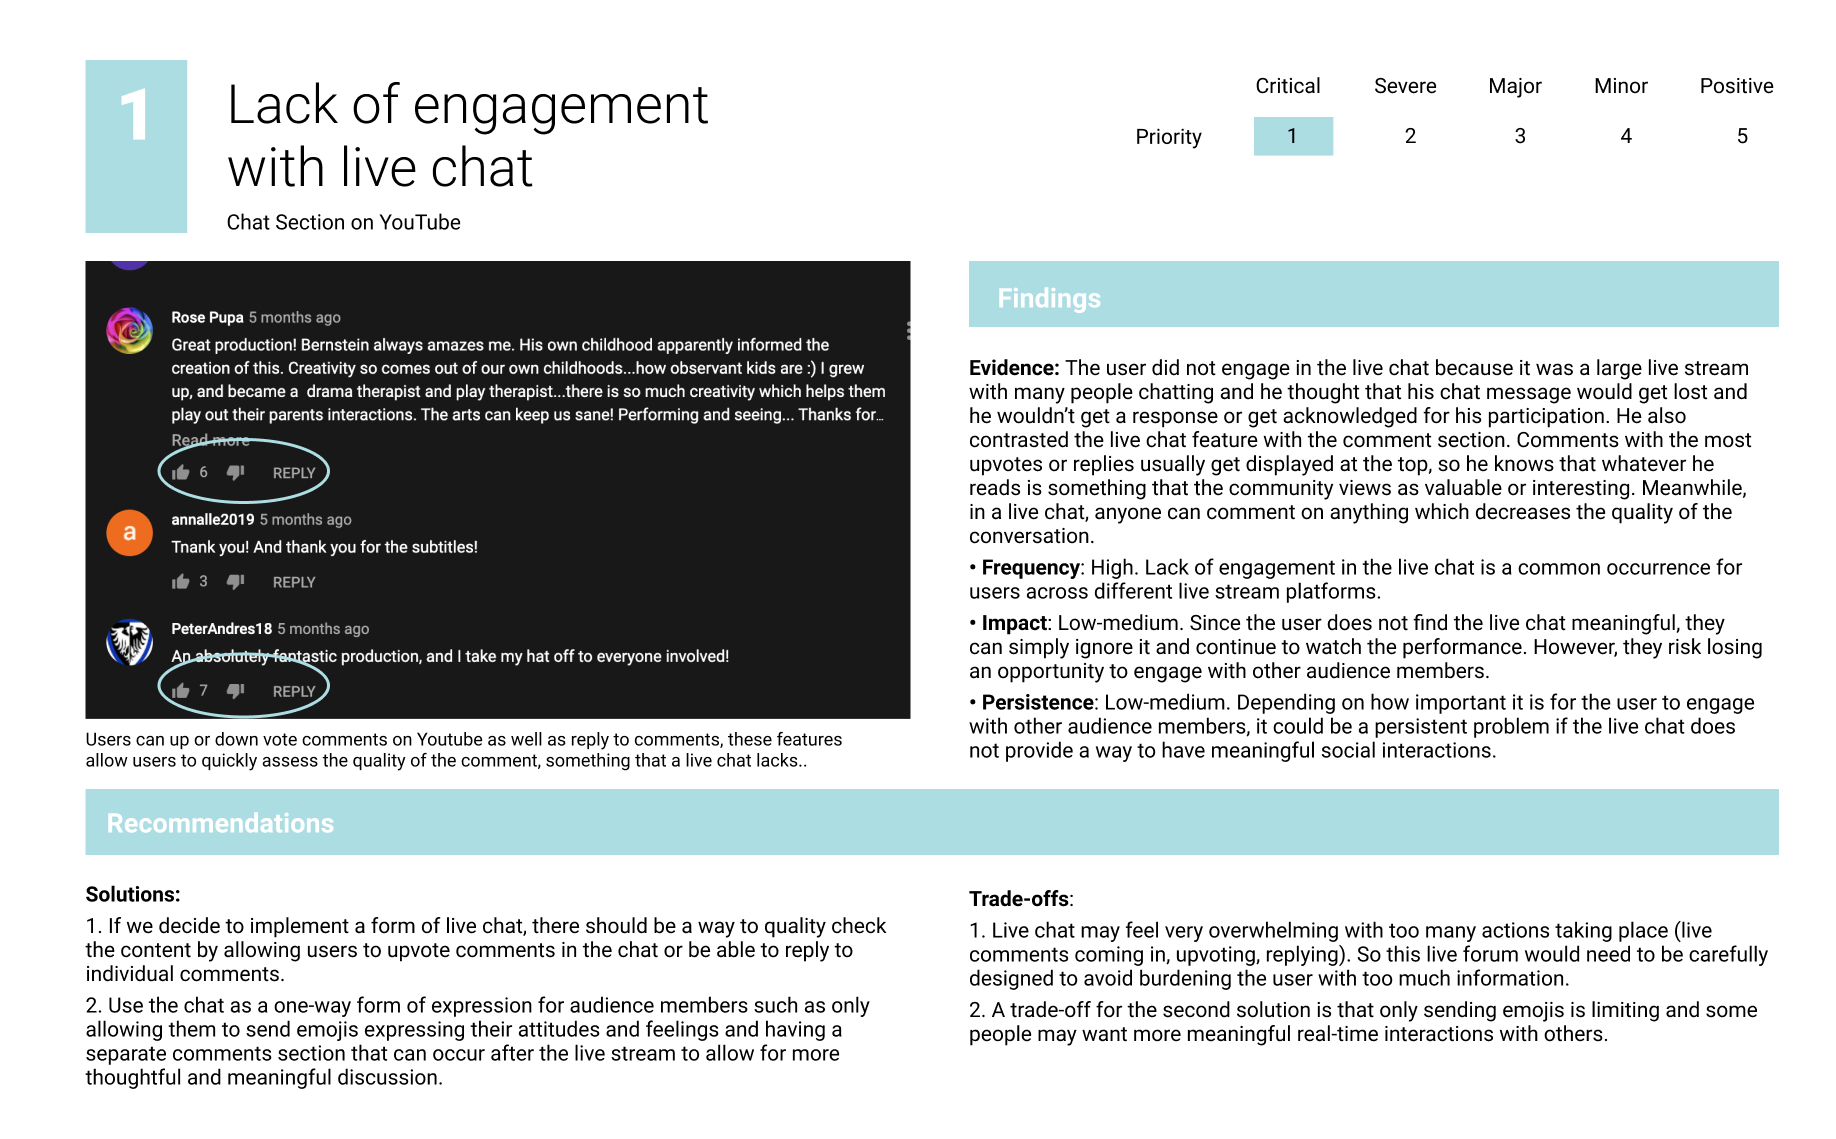 1
Lack of engagement
with live chat
Chat Section on YouTube
Critical Severe Major Minor Positive
Priority 1 2 3 4 5
Rose Pupa 5 months ago
Great production! Bernstein always amazes me. His own childhood apparently informed the
creation of this. Creativity so comes out of our own childhoods...how observant kids are :) I grew
up, and became a drama therapist and play therapist...there is so much creativity which helps them
play out their parents interactions. The arts can keep us sane! Performing and seeing... Thanks for...
Read more
6 REPLY
a
annalle2019 5 months ago
Tnank you! And thank you for the subtitles!
3 REPLY
PeterAndres18 5 months ago
An absolutely fantastic production, and I take my hat off to everyone involved!
7 REPLY
Users can up or down vote comments on Youtube as well as reply to comments, these features
allow users to quickly assess the quality of the comment, something that a live chat lacks..
Findings
Evidence: The user did not engage in the live chat because it was a large live stream
with many people chatting and he thought that his chat message would get lost and
he wouldn't get a response or get acknowledged for his participation. He also
contrasted the live chat feature with the comment section. Comments with the most
upvotes or replies usually get displayed at the top, so he knows that whatever he
reads is something that the community views as valuable or interesting. Meanwhile,
in a live chat, anyone can comment on anything which decreases the quality of the
conversation.
• Frequency: High. Lack of engagement in the live chat is a common occurrence for
users across different live stream platforms.
• Impact: Low-medium. Since the user does not find the live chat meaningful, they
can simply ignore it and continue to watch the performance. However, they risk losing
an opportunity to engage with other audience members.
• Persistence: Low-medium. Depending on how important it is for the user to engage
with other audience members, it could be a persistent problem if the live chat does
not provide a way to have meaningful social interactions.
Recommendations
Solutions:
1. If we decide to implement a form of live chat, there should be a way to quality check
the content by allowing users to upvote comments in the chat or be able to reply to
individual comments.
2. Use the chat as a one-way form of expression for audience members such as only
allowing them to send emojis expressing their attitudes and feelings and having a
separate comments section that can occur after the live stream to allow for more
thoughtful and meaningful discussion.
Trade-offs:
1. Live chat may feel very overwhelming with too many actions taking place (live
comments coming in, upvoting, replying). So this live forum would need to be carefully
designed to avoid burdening the user with too much information.
2. A trade-off for the second solution is that only sending emojis is limiting and some
people may want more meaningful real-time interactions with others.